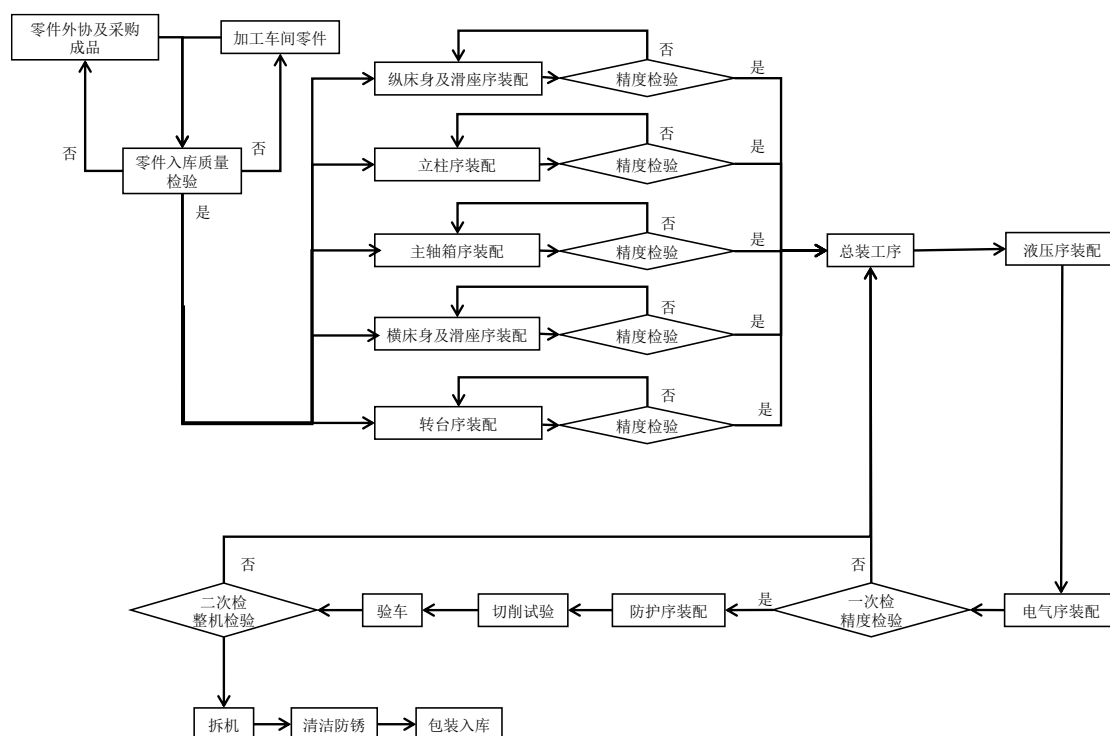 零件外协及采购
成品
加工车间零件
否
否
零件入库质量
检验
是
纵床身及滑座序装配
否
精度检验
是
立柱序装配
否
精度检验
是
主轴箱序装配
否
精度检验
是
横床身及滑座序装配
否
精度检验
是
转台序装配
否
精度检验
是
总装工序
液压序装配
电气序装配
否
一次检
精度检验
是
防护序装配
切削试验
验车
否
二次检
整机检验
拆机
清洁防锈
包装入库